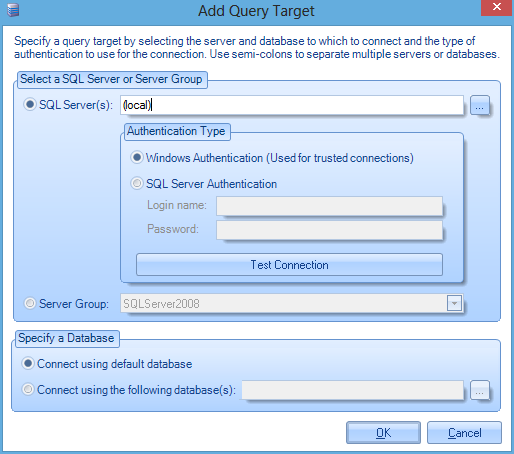 Add Query Target
Specify a query target by selecting the server and database to which to connect and the type of
authentication to use for the connection. Use semi-colons to separate multiple servers or databases.
Select a SQL Server or Server Group
SQL Server(s): (local) ...
Authentication Type
Windows Authentication (Used for trusted connections)
SQL Server Authentication
Login name:
Password:
Test Connection
Server Group: SQLServer2008
Specify a Database
Connect using default database
Connect using the following database(s): ...
OK Cancel